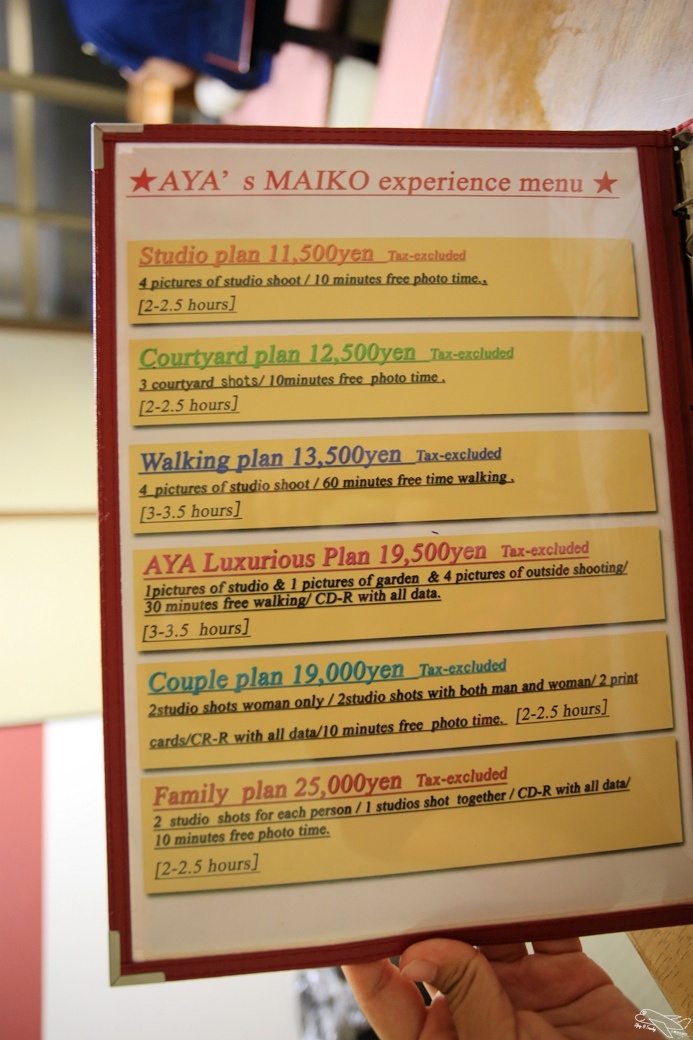 ★AYA' s MAIKO experience menu ★
Studio plan 11,500yen Tax-excluded
4 pictures of studio shoot / 10 minutes free photo time.,
[2-2.5 hours]
Courtyard plan 12,500yen Tax-excluded
3 courtyard shots/ 10minutes free photo time .
[2-2.5 hours]
Walking plan 13,500yen Tax-excluded
4 pictures of studio shoot / 60 minutes free time walking .
[3-3.5 hours]
AYA Luxurious Plan 19,500yen Tax-excluded
1pictures of studio & 1 pictures of garden & 4 pictures of outside shooting/
30 minutes free walking/ CD-R with all data.
[3-3.5 hours]
Couple plan 19,000yen Tax-excluded
2studio shots woman only / 2studio shots with both man and woman/ 2 print
cards/CR-R with all data/10 minutes free photo time. [2-2.5 hours]
Family plan 25,000yen Tax-excluded
2 studio shots for each person / 1 studios shot together / CD-R with all data/
10 minutes free photo time.
[2-2.5 hours]